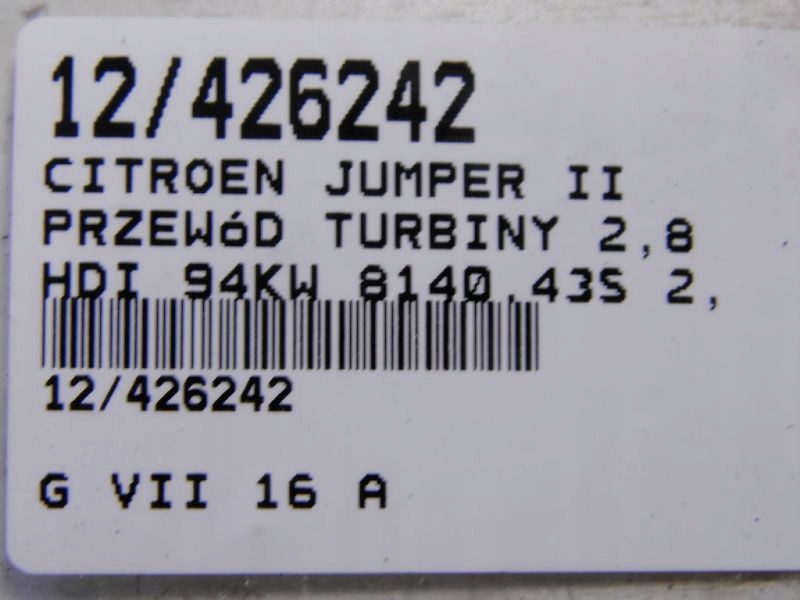 12/426242
CITROEN JUMPER II
PRZEWóD TURBINY 2,8
HDI 94KW 8140.43S 2,
12/426242
G VII 16 A